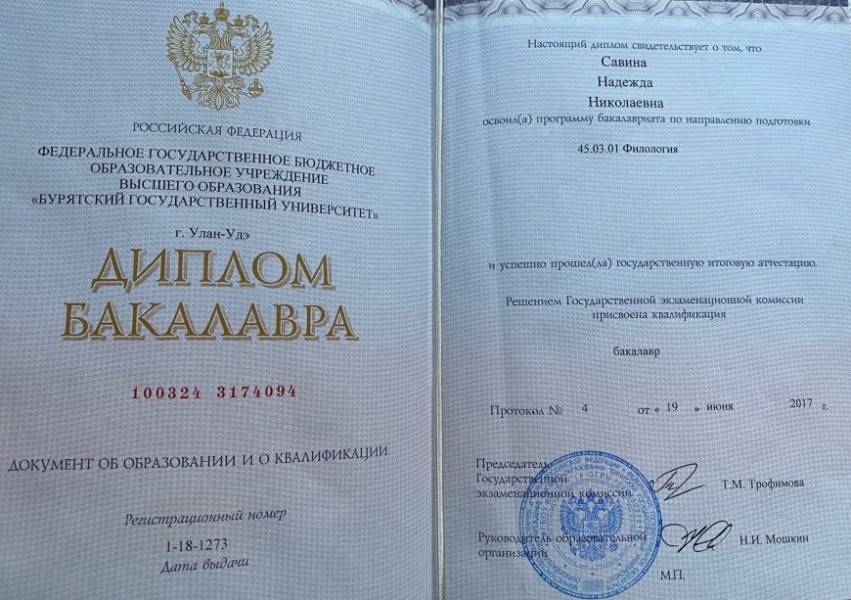 РОССИЙСКАЯ ФЕДЕРАЦИЯ
ФЕДЕРАЛЬНОЕ ГОСУДАРСТВЕННОЕ БЮДЖЕТНОЕ
ОБРАЗОВАТЕЛЬНОЕ УЧРЕЖДЕНИЕ
ВЫСШЕГО ОБРАЗОВАНИЯ
«БУРЯТСКИЙ ГОСУДАРСТВЕННЫЙ УНИВЕРСИТЕТ»
г. Улан-Удэ
ДИПЛОМ
БАКАЛАВРА
100324 3174094
ДОКУМЕНТ ОБ ОБРАЗОВАНИИ И О КВАЛИФИКАЦИИ
Регистрационный номер
1-18-1273
Дата выдачи
Настоящий диплом свидетельствует о том, что
Савина
Надежда
Николаевна
освоил(а) программу бакалавриата по направлению подготовки
45.03.01 Филология
и успешно прошел(ла) государственную итоговую аттестацию.
Решением Государственной экзаменационной комиссии
присвоена квалификация
бакалавр
Протокол № 4 от « 19 » июня 2017 г.
Председатель
Государственной
экзаменационной комиссии Т.М. Трофимова
Руководитель образовательной
организации Н.И. Мошкин
М.П.